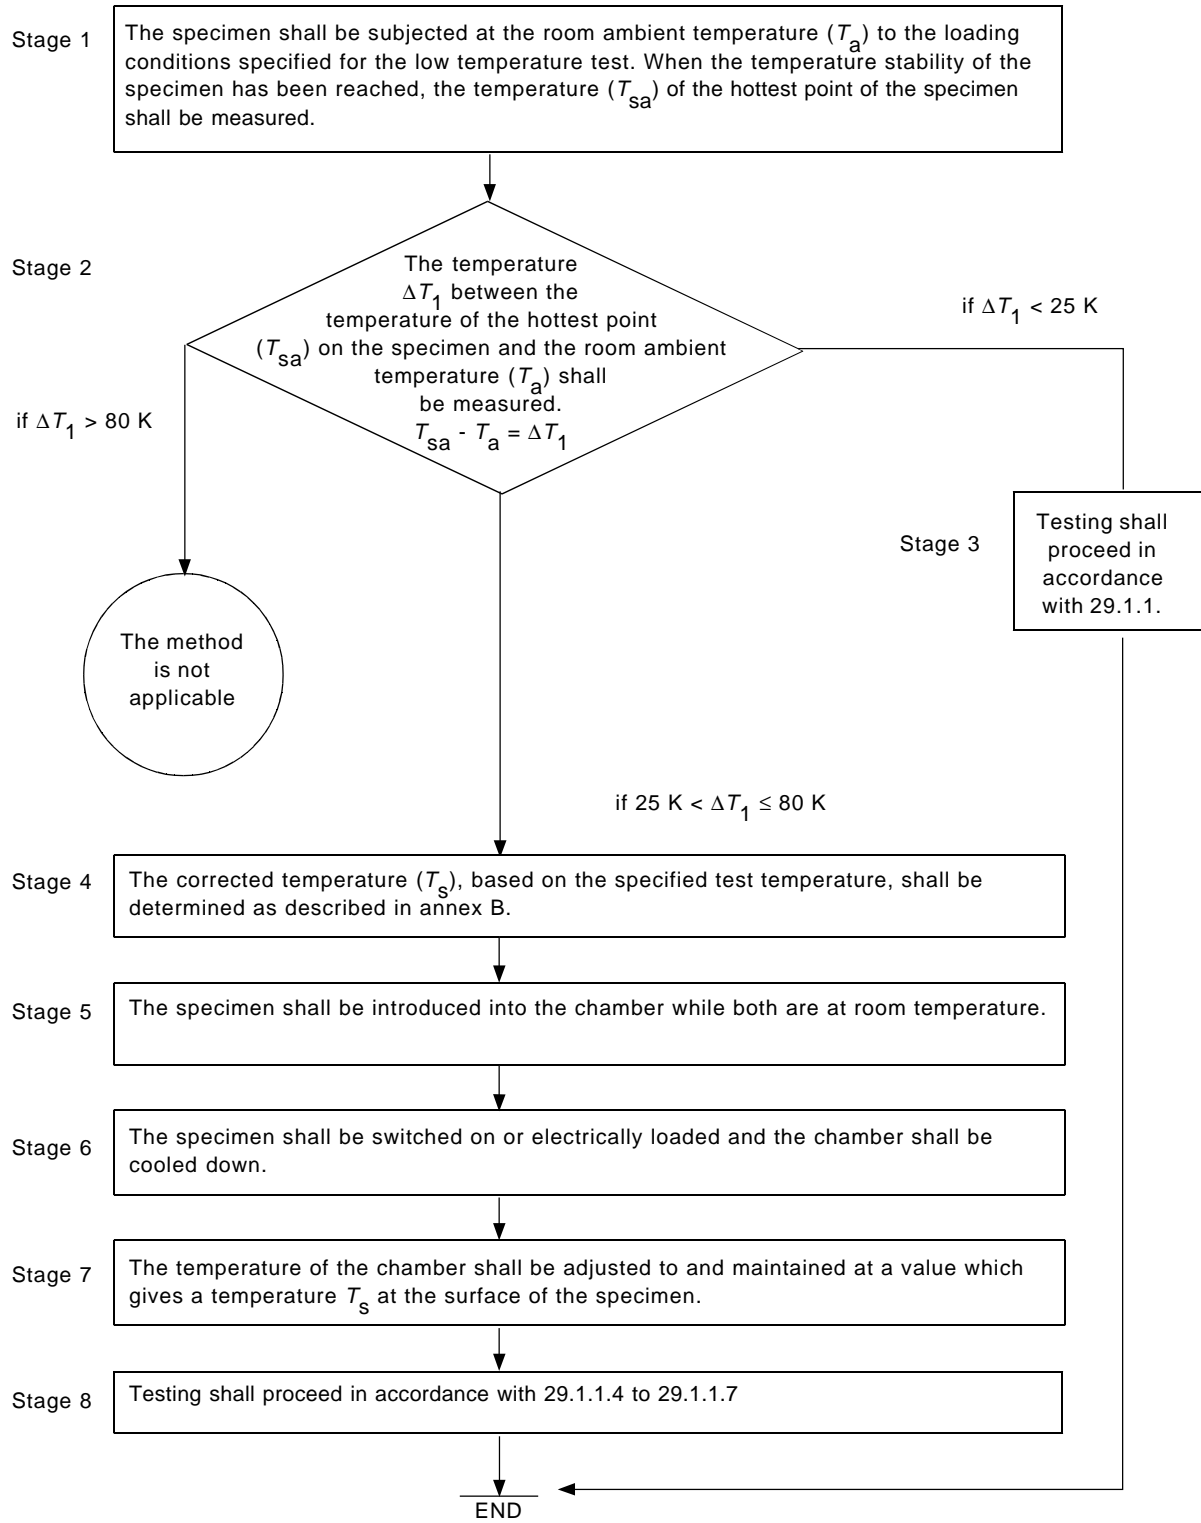 Stage 1
The specimen shall be subjected at the room ambient temperature (Ta) to the loading
conditions specified for the low temperature test. When the temperature stability of the
specimen has been reached, the temperature (Tsa) of the hottest point of the specimen
shall be measured.
Stage 2
The temperature
ΔT1 between the
temperature of the hottest point
(Tsa) on the specimen and the room ambient
temperature (Ta) shall
be measured.
Tsa - Ta = ΔT1
if ΔT1 < 25 K
if ΔT1 > 80 K
Stage 3
Testing shall
proceed in
accordance
with 29.1.1.
The method
is not
applicable
if 25 K < ΔT1 ≤ 80 K
Stage 4
The corrected temperature (Ts), based on the specified test temperature, shall be
determined as described in annex B.
Stage 5
The specimen shall be introduced into the chamber while both are at room temperature.
Stage 6
The specimen shall be switched on or electrically loaded and the chamber shall be
cooled down.
Stage 7
The temperature of the chamber shall be adjusted to and maintained at a value which
gives a temperature Ts at the surface of the specimen.
Stage 8
Testing shall proceed in accordance with 29.1.1.4 to 29.1.1.7
END